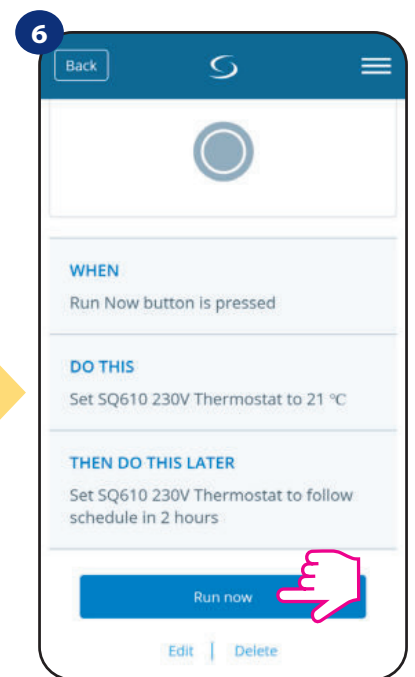 6
Back
WHEN
Run Now button is pressed
DO THIS
Set SQ610 230V Thermostat to 21 °C
THEN DO THIS LATER
Set SQ610 230V Thermostat to follow
schedule in 2 hours
Run now
Edit | Delete